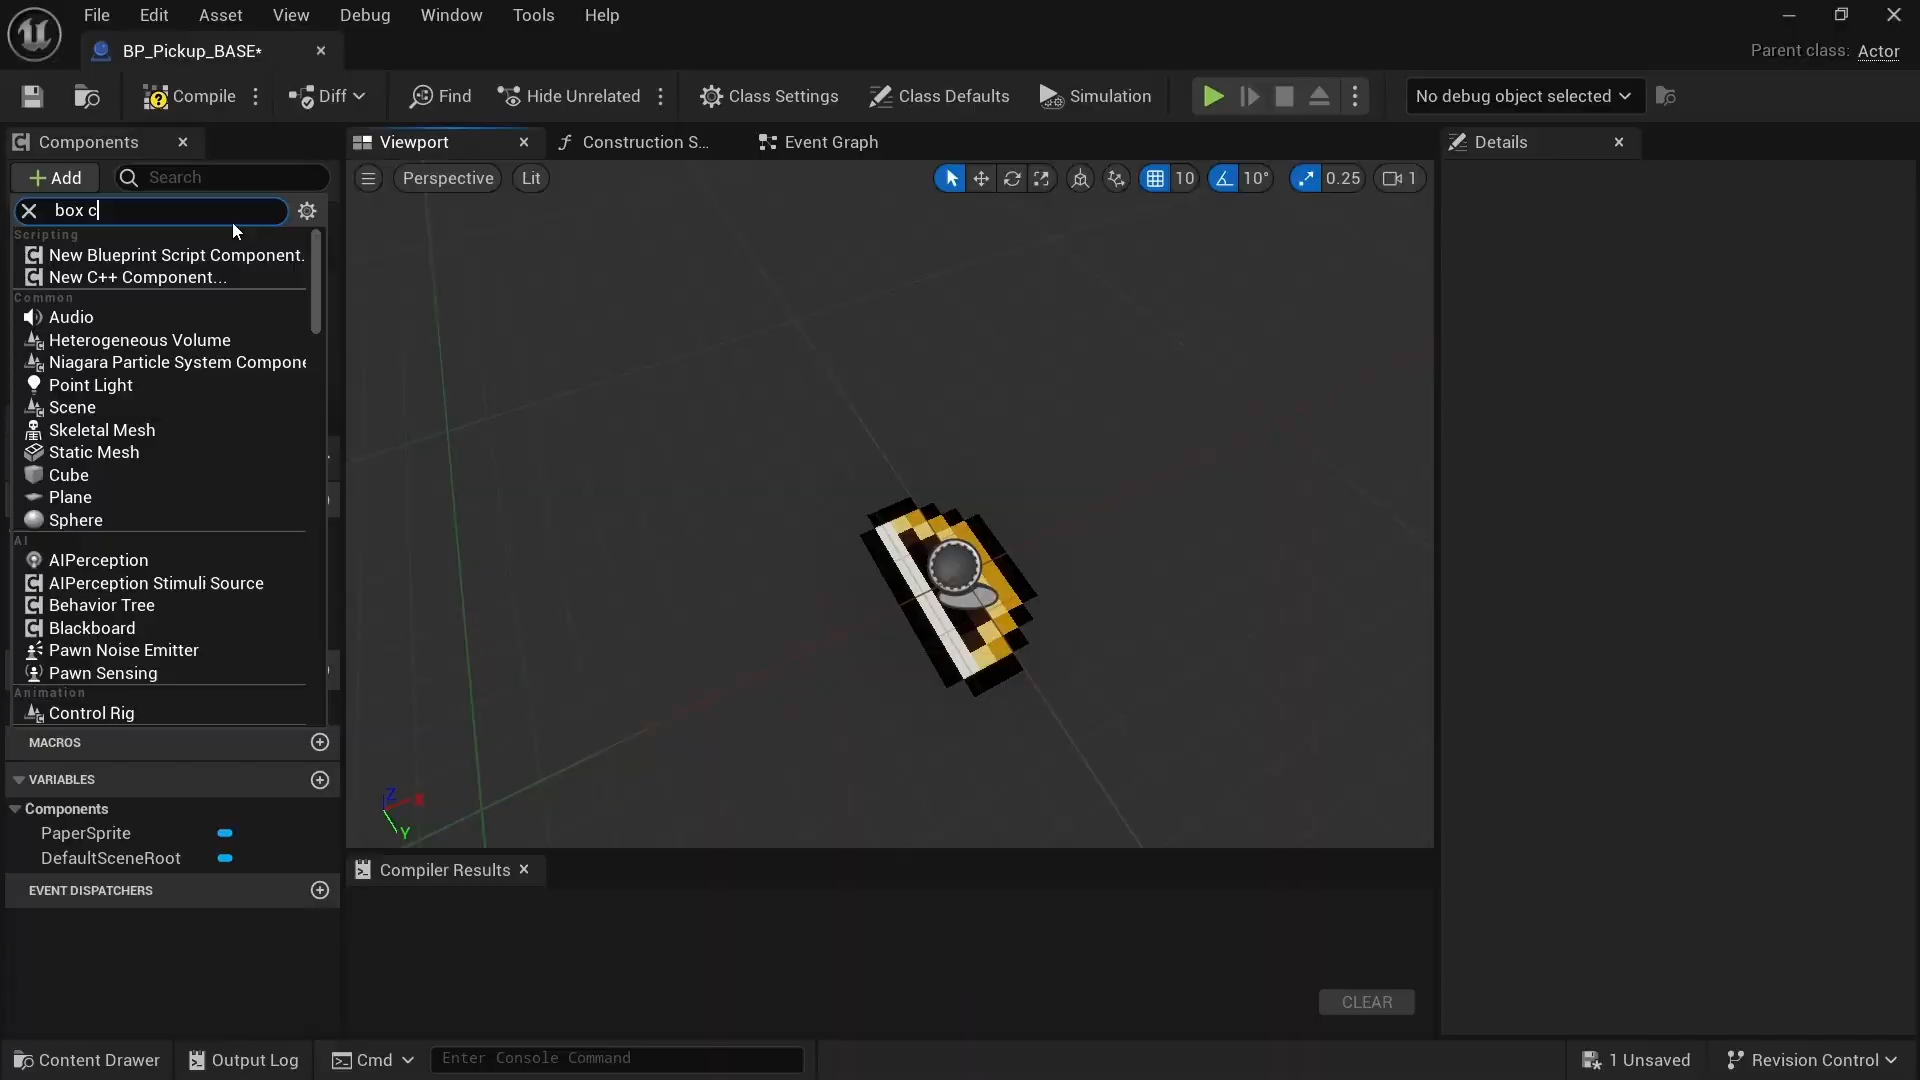 File Edit Asset View Debug Window Tools Help
BP_Pickup_BASE*
Parent class: Actor
Compile Diff Find Hide Unrelated Class Settings Class Defaults Simulation No debug object selected
Components Viewport Construction S... Event Graph Details
+ Add Search Perspective Lit 10 10° 0.25 1
box c
Scripting
New Blueprint Script Component.
New C++ Component...
Common
Audio
Heterogeneous Volume
Niagara Particle System Compone
Point Light
Scene
Skeletal Mesh
Static Mesh
Cube
Plane
Sphere
AI
AIPerception
AIPerception Stimuli Source
Behavior Tree
Blackboard
Pawn Noise Emitter
Pawn Sensing
Animation
Control Rig
MACROS
VARIABLES
Components
PaperSprite
DefaultSceneRoot
EVENT DISPATCHERS
Z X
Y
Compiler Results
CLEAR
Content Drawer Output Log Cmd Enter Console Command 1 Unsaved Revision Control